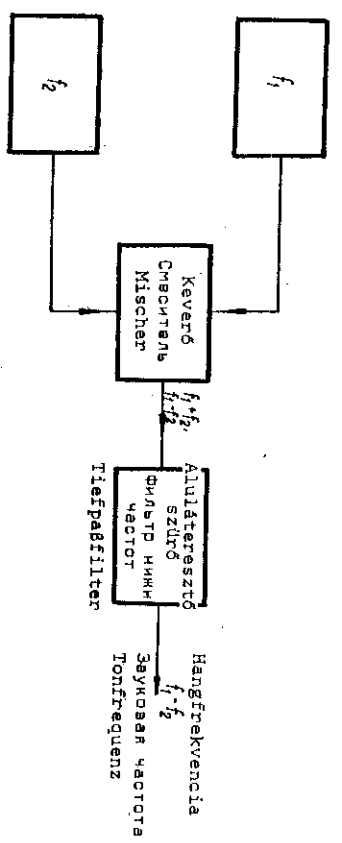 f₂
f₁
Keverő
Смаситель
Mischer
f₁+f₂,
f₁-f₂
Aluláteresztő
szűrő
фильтр нижн
частот
Tiefpaßfilter
Hangfrekvencia
f₁-f₂
Звуковая частота
Tonfrequenz